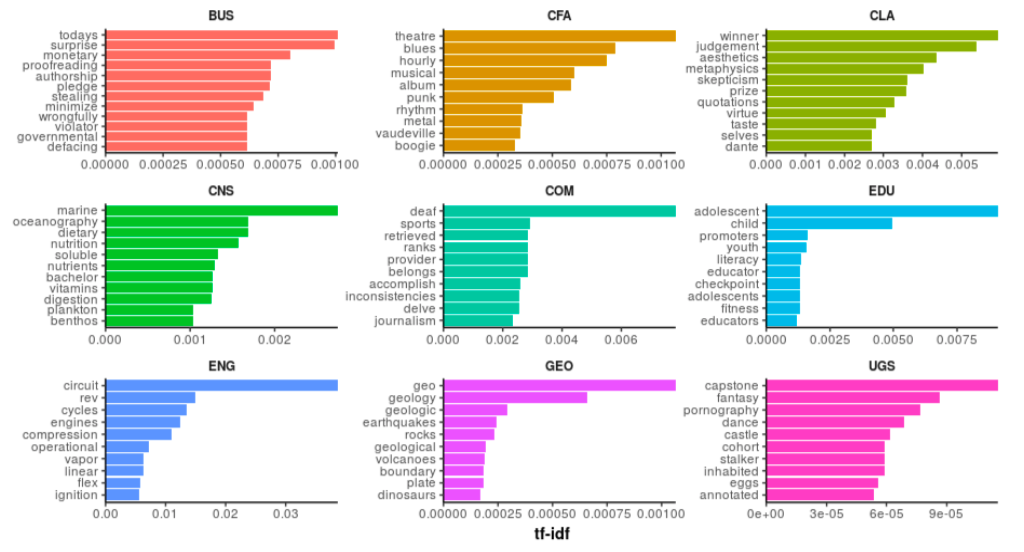 BUS
todays
surprise
monetary
proofreading
authorship
pledge
stealing
minimize
wrongfully
violator
governmental
defacing
0.00000 0.00025 0.00050 0.00075 0.00100
CFA
theatre
blues
hourly
musical
album
punk
rhythm
metal
vaudeville
boogie
0.00000 0.00025 0.00050 0.00075 0.00100
CLA
winner
judgement
aesthetics
metaphysics
skepticism
prize
quotations
virtue
taste
selves
dante
0.000 0.001 0.002 0.003 0.004 0.005
CNS
marine
oceanography
dietary
nutrition
soluble
nutrients
bachelor
vitamins
digestion
plankton
benthos
0.000 0.001 0.002
COM
deaf
sports
retrieved
ranks
provider
belongs
accomplish
inconsistencies
delve
journalism
0.000 0.002 0.004 0.006
EDU
adolescent
child
promoters
youth
literacy
educator
checkpoint
adolescents
fitness
educators
0.0000 0.0025 0.0050 0.0075
ENG
circuit
rev
cycles
engines
compression
operational
vapor
linear
flex
ignition
0.00 0.01 0.02 0.03
GEO
geo
geology
geologic
earthquakes
rocks
geological
volcanoes
boundary
plate
dinosaurs
0.00000 0.00025 0.00050 0.00075 0.00100
UGS
capstone
fantasy
pornography
dance
castle
cohort
stalker
inhabited
eggs
annotated
0e+00 3e-05 6e-05 9e-05
tf-idf